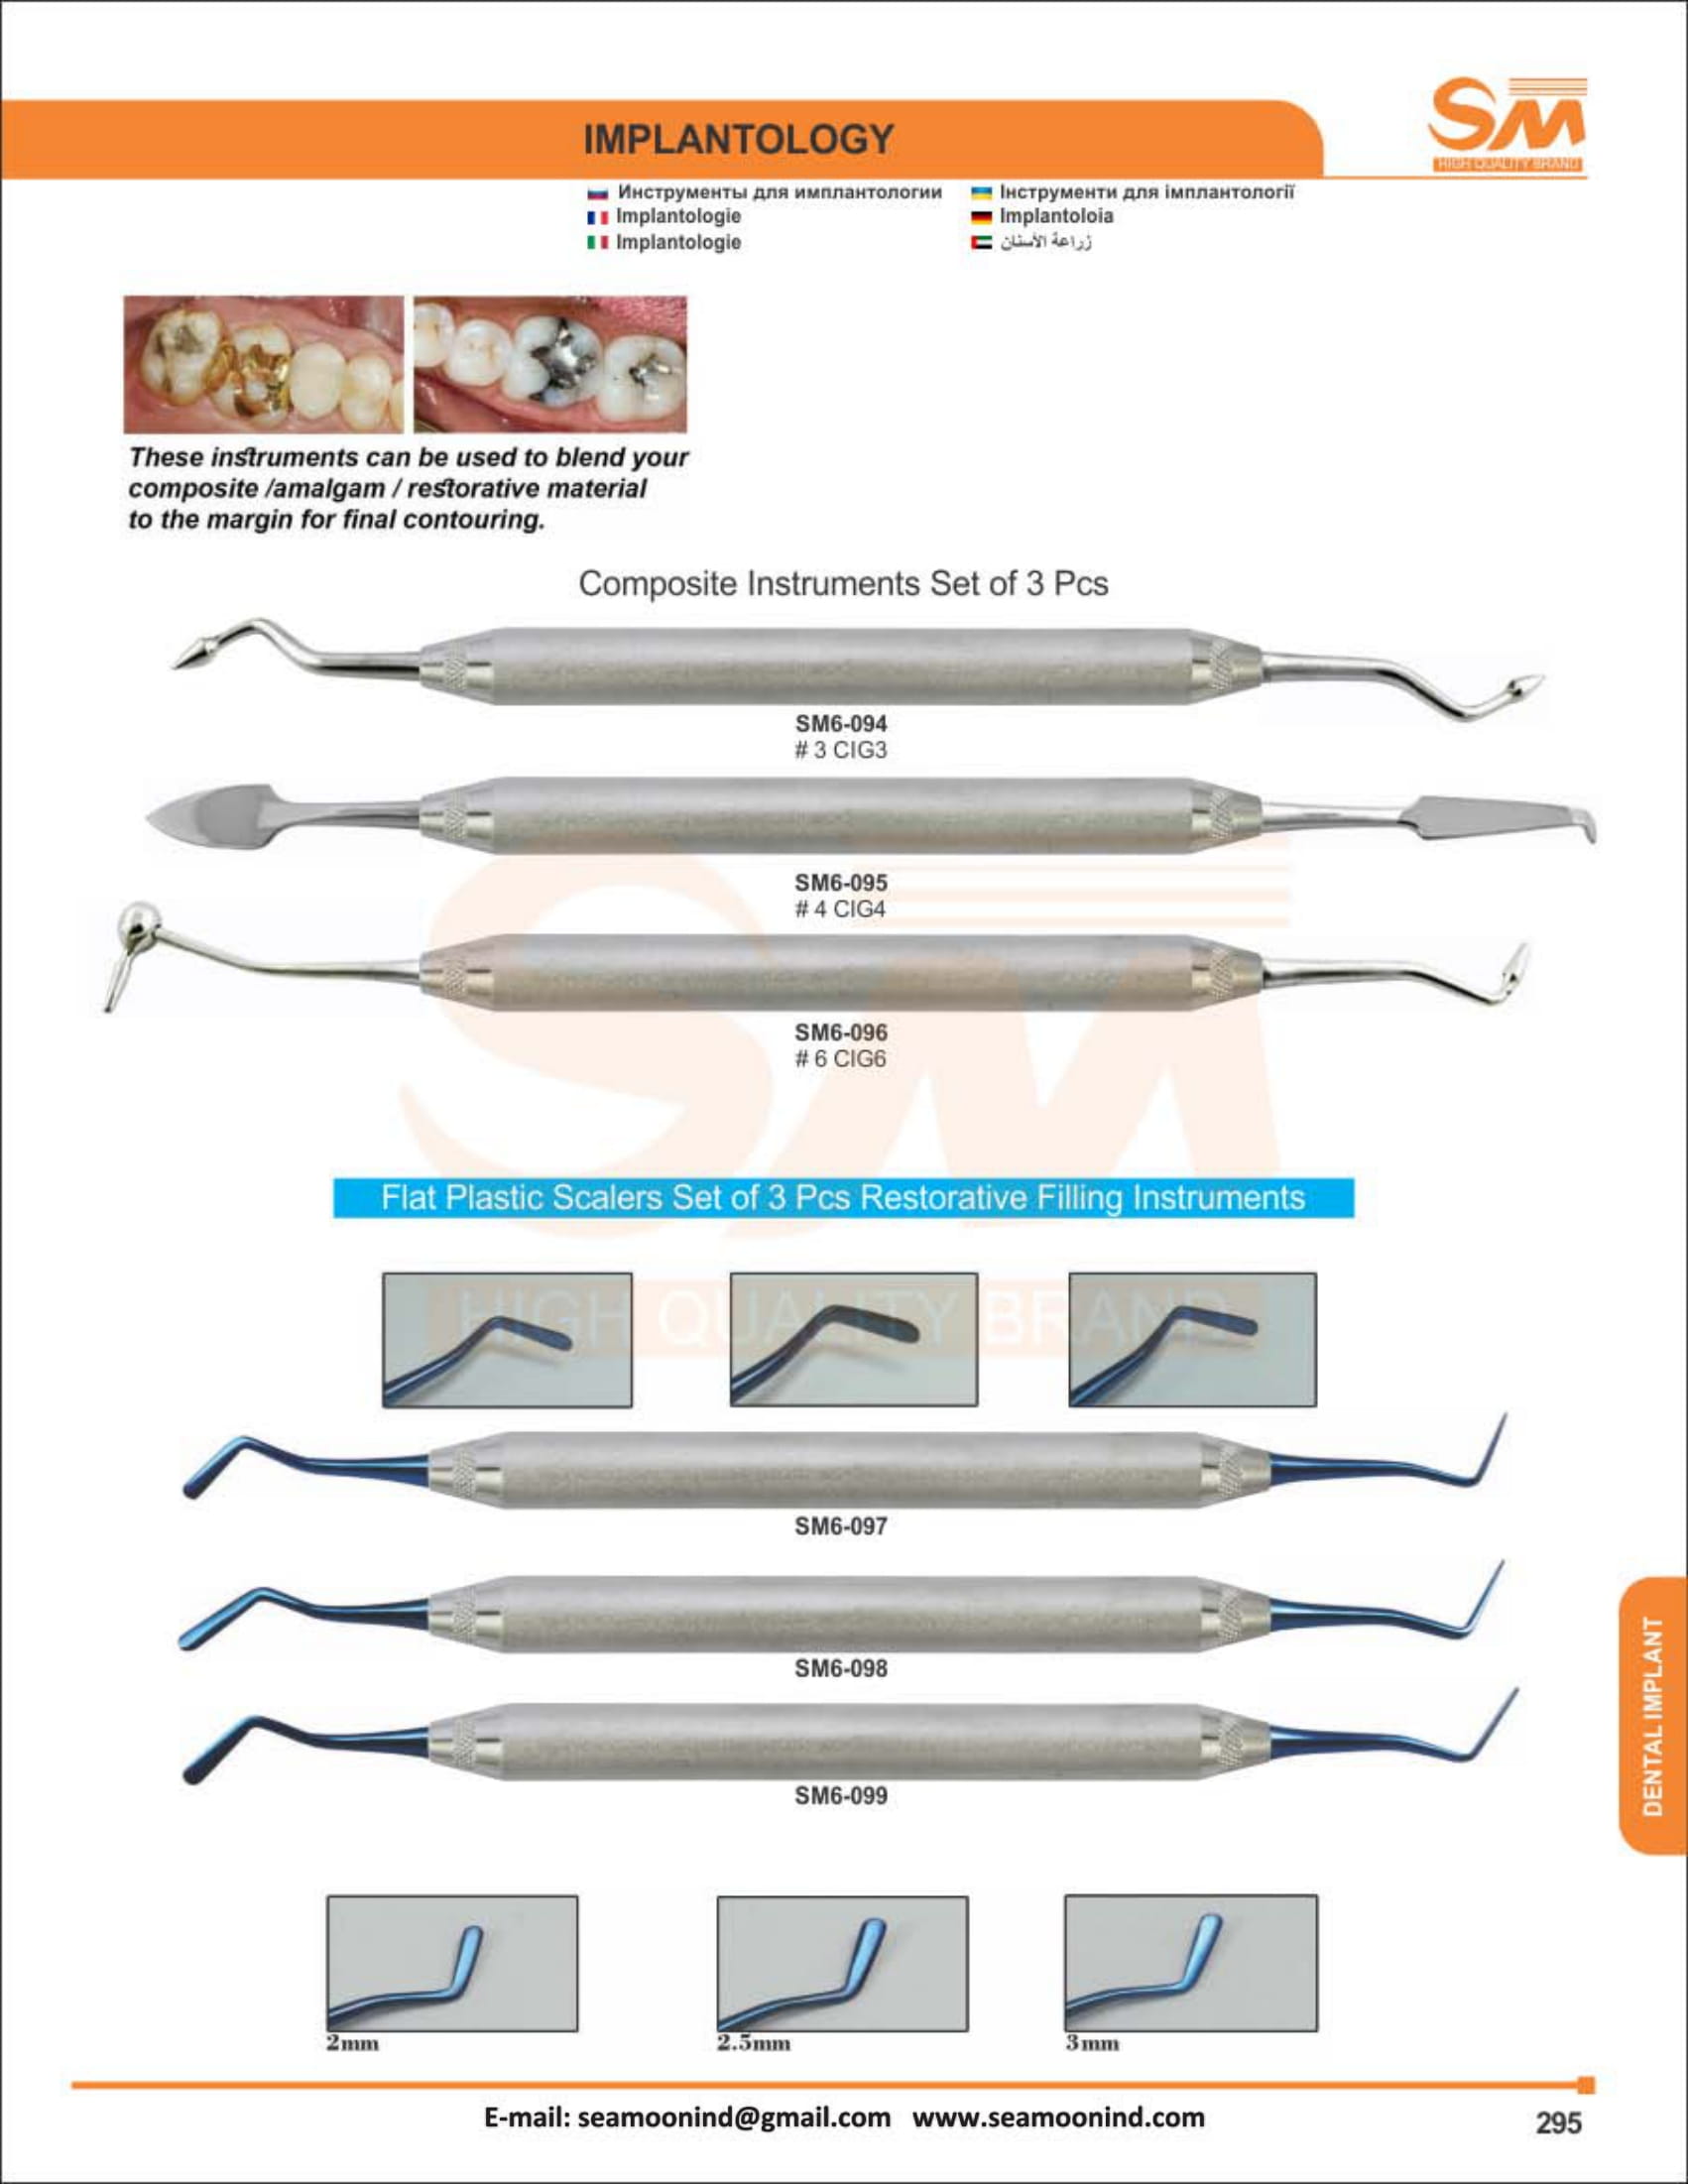 SM
HIGH QUALITY BRAND
IMPLANTOLOGY
Инструменты для имплантологии
Інструменти для імплантології
Implantologie
Implantoloia
Implantologie
زراعة الأسنان
These instruments can be used to blend your
composite /amalgam / restorative material
to the margin for final contouring.
Composite Instruments Set of 3 Pcs
SM6-094
# 3 CIG3
SM6-095
# 4 CIG4
SM6-096
# 6 CIG6
SM
Flat Plastic Scalers Set of 3 Pcs Restorative Filling Instruments
HIGH QUALITY BRAND
SM6-097
SM6-098
SM6-099
DENTAL IMPLANT
2mm
2.5mm
3mm
E-mail: seamoonind@gmail.com www.seamoonind.com
295